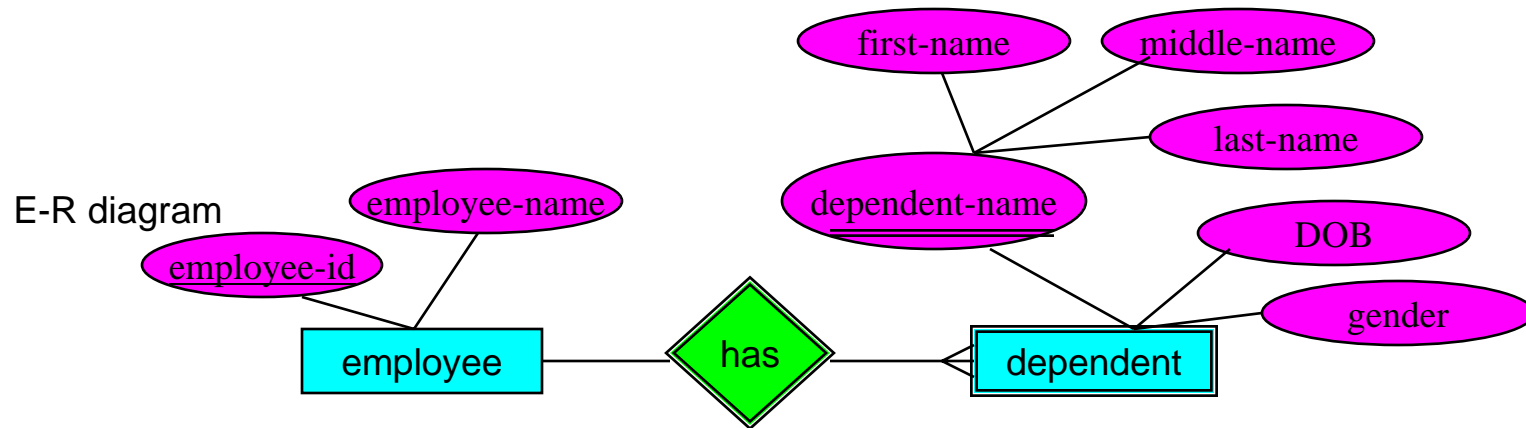 first-name
middle-name
last-name
E-R diagram
employee-name
dependent-name
employee-id
DOB
gender
employee
has
dependent